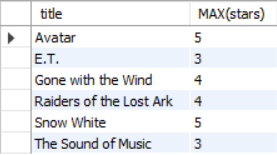 title MAX(stars)
Avatar 5
E.T. 3
Gone with the Wind 4
Raiders of the Lost Ark 4
Snow White 5
The Sound of Music 3